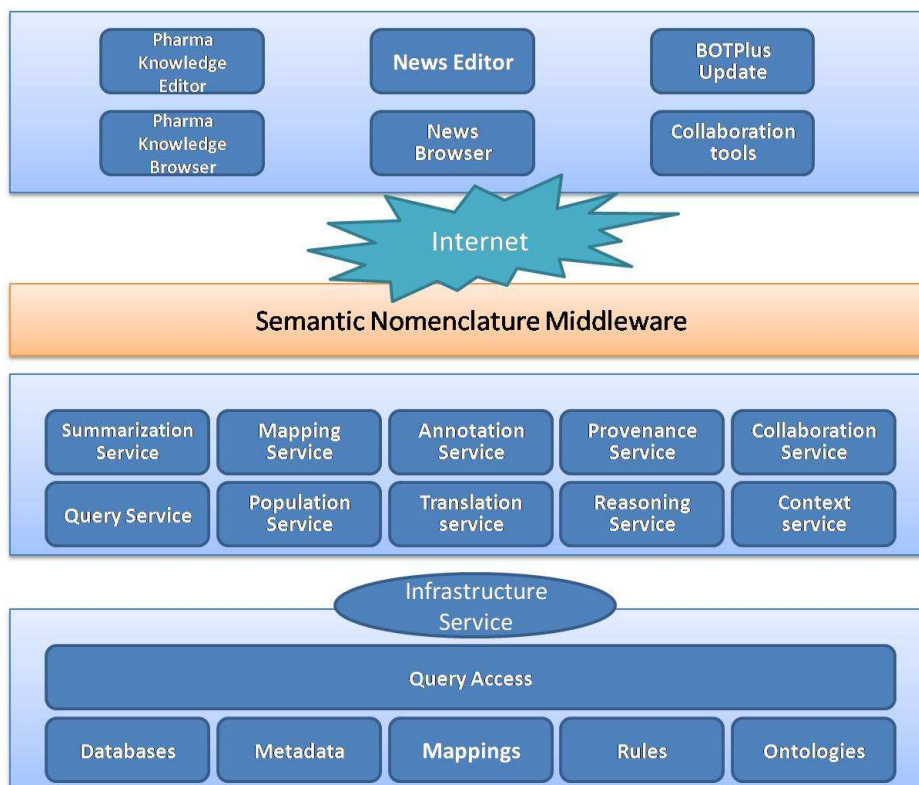 Pharma
Knowledge
Editor
News Editor
BOTPlus
Update
Pharma
Knowledge
Browser
News
Browser
Collaboration
tools
Internet
Semantic Nomenclature Middleware
Summarization
Service
Mapping
Service
Annotation
Service
Provenance
Service
Collaboration
Service
Query Service
Population
Service
Translation
service
Reasoning
Service
Context
service
Infrastructure
Service
Query Access
Databases
Metadata
Mappings
Rules
Ontologies